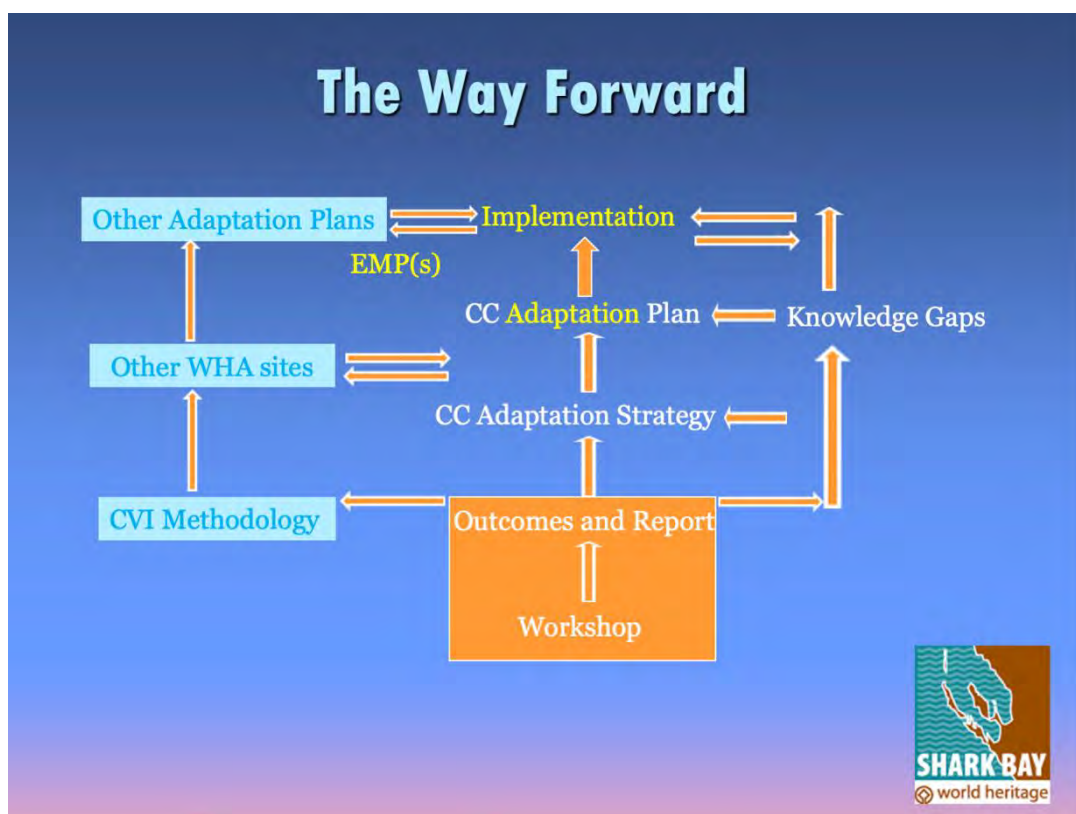 The Way Forward
Other Adaptation Plans
Implementation
EMP(s)
CC Adaptation Plan
Knowledge Gaps
Other WHA sites
CC Adaptation Strategy
CVI Methodology
Outcomes and Report
Workshop
SHARK BAY
world heritage